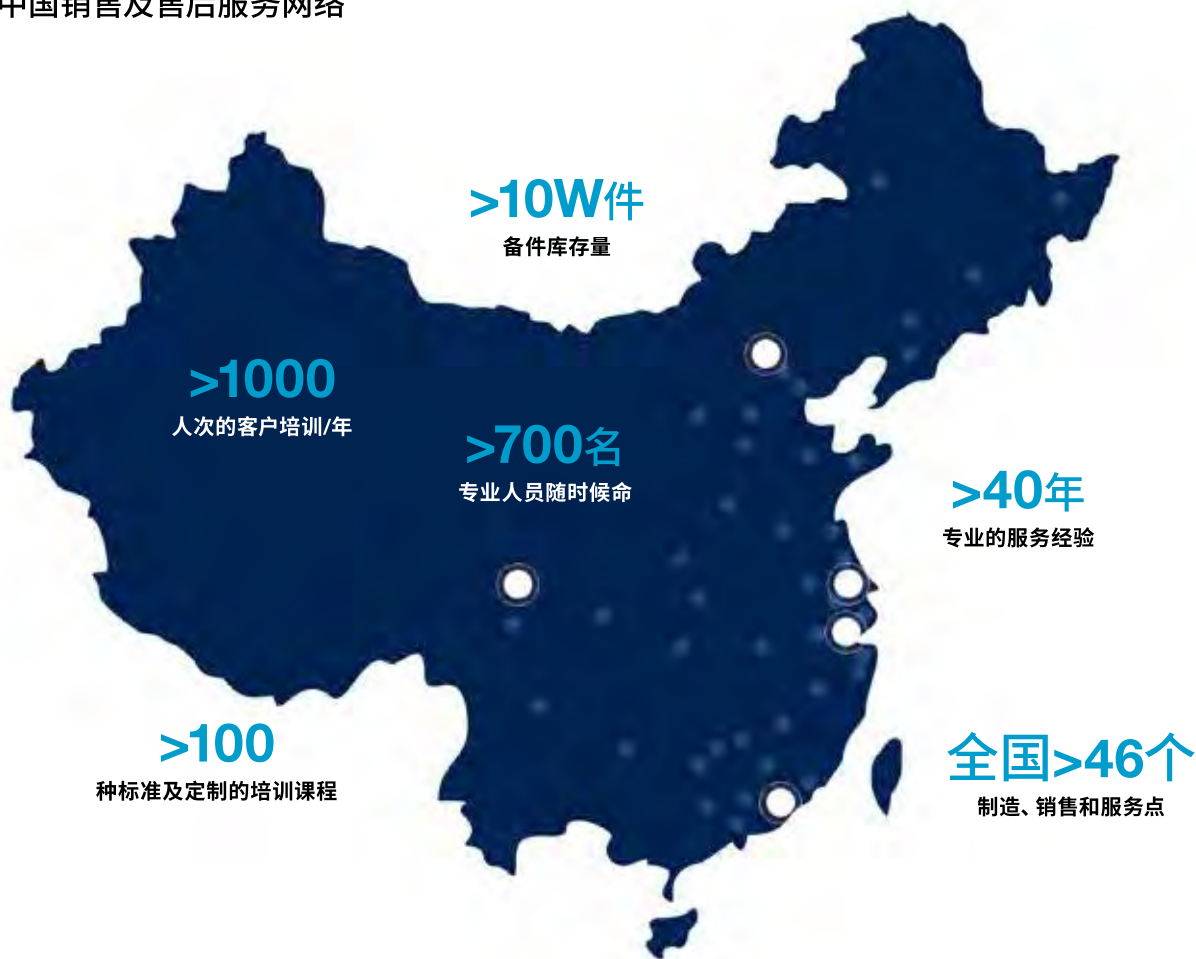 中国销售及售后服务网络
>10W件
备件库存量
>1000
人次的客户培训/年
>700名
专业人员随时候命
>40年
专业的服务经验
>100
种标准及定制的培训课程
全国>46个
制造、销售和服务点